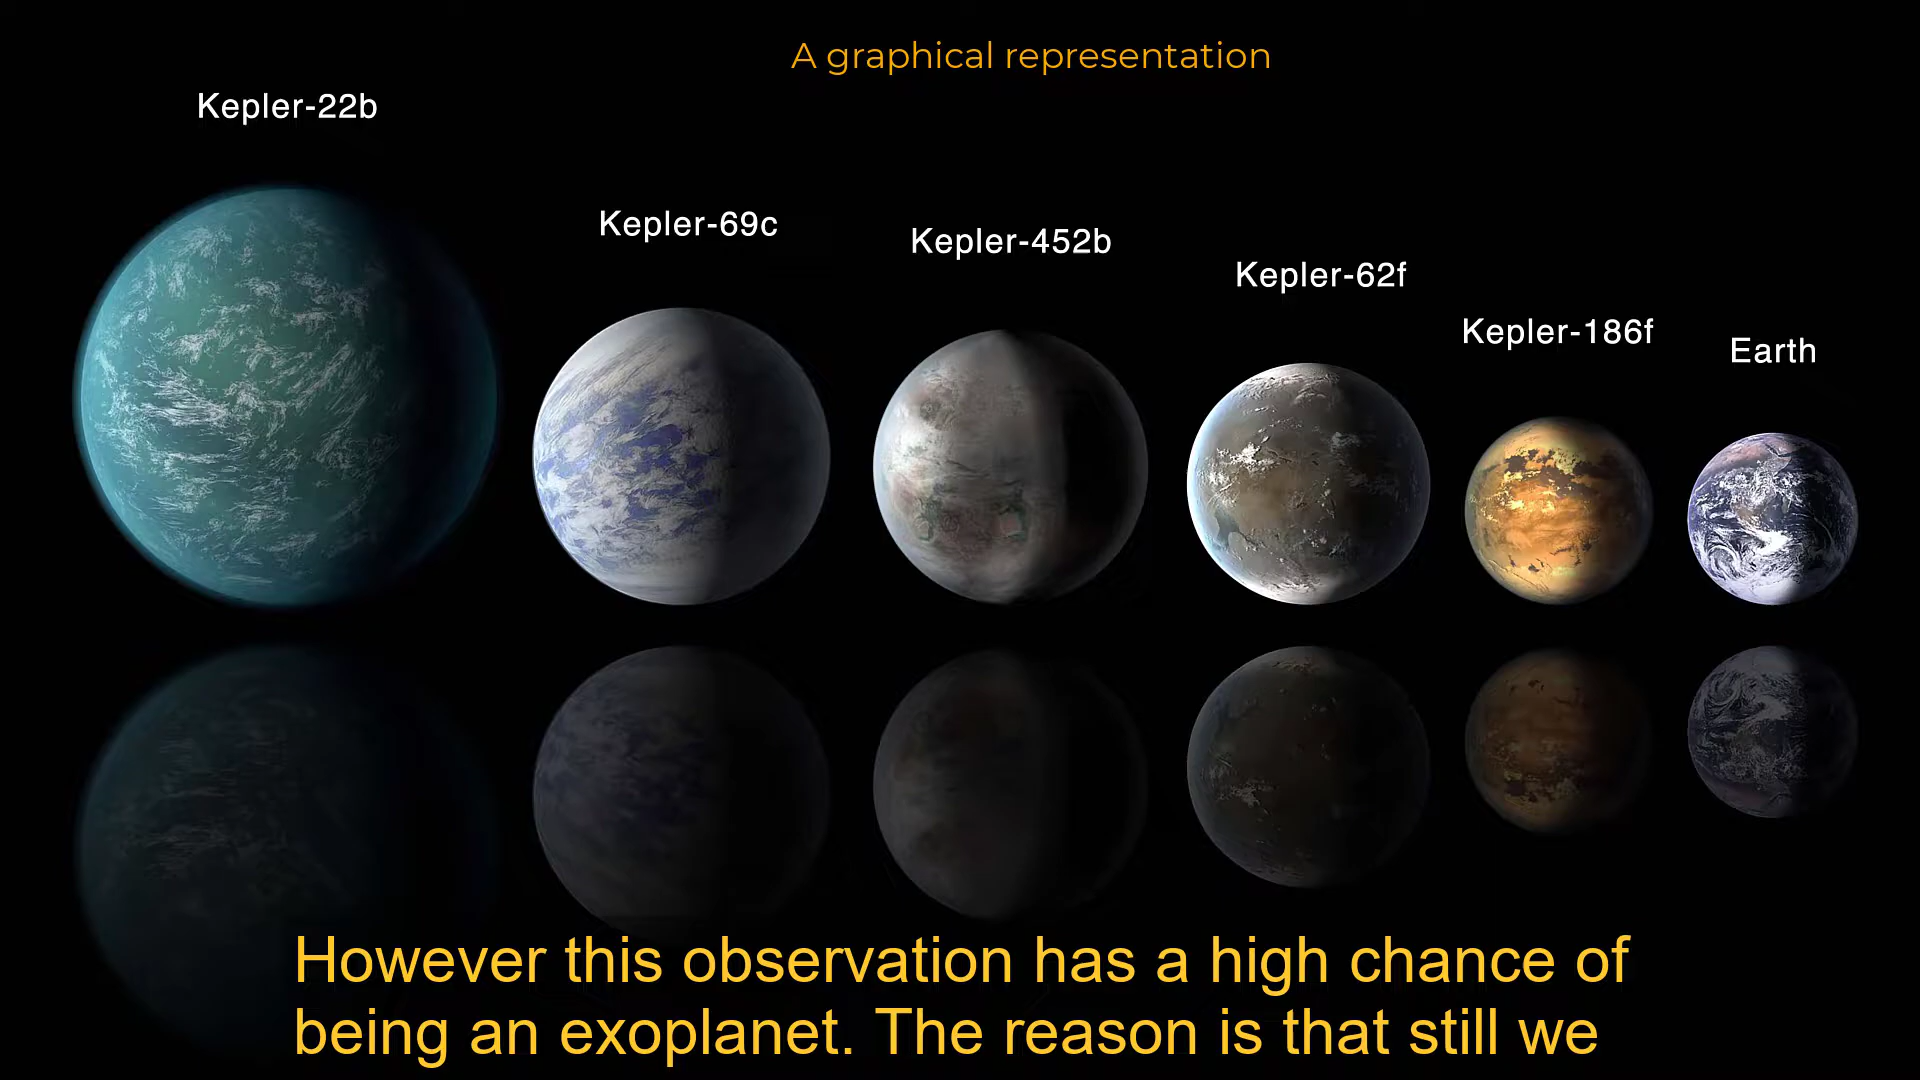 A graphical representation
Kepler-22b
Kepler-69c
Kepler-452b
Kepler-62f
Kepler-186f
Earth
However this observation has a high chance of
being an exoplanet. The reason is that still we